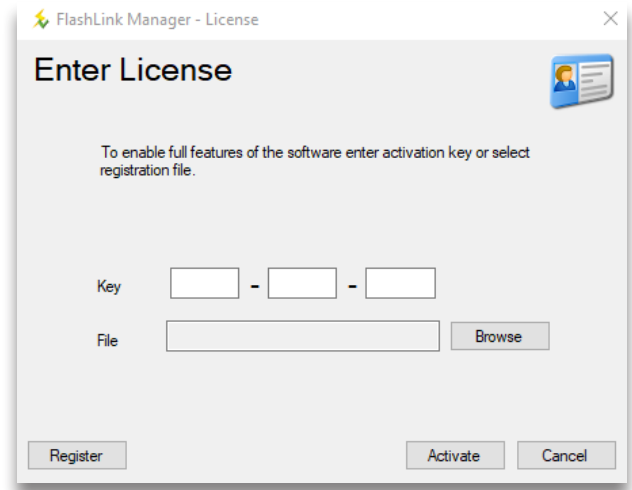 FlashLink Manager - License
Enter License
To enable full features of the software enter activation key or select
registration file.
Key - -
File Browse
Register Activate Cancel